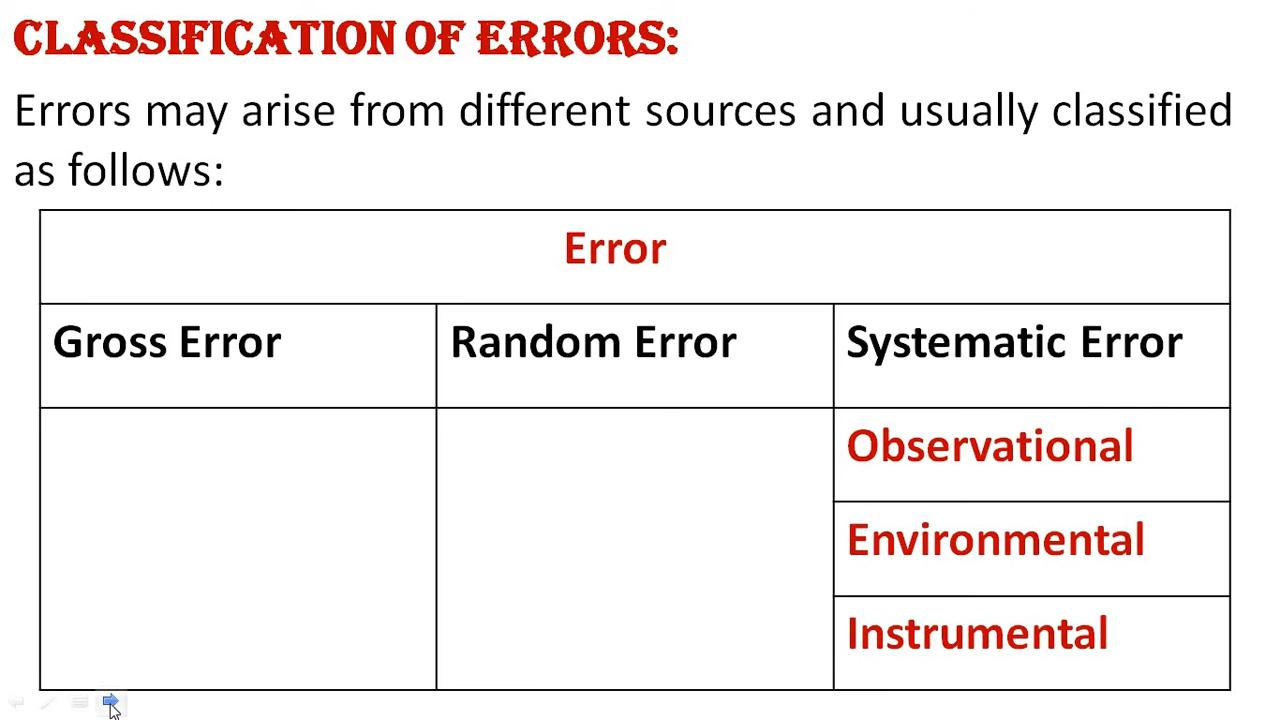 CLASSIFICATION OF ERRORS:
Errors may arise from different sources and usually classified
as follows:
Error
Gross Error
Random Error
Systematic Error
Observational
Environmental
Instrumental